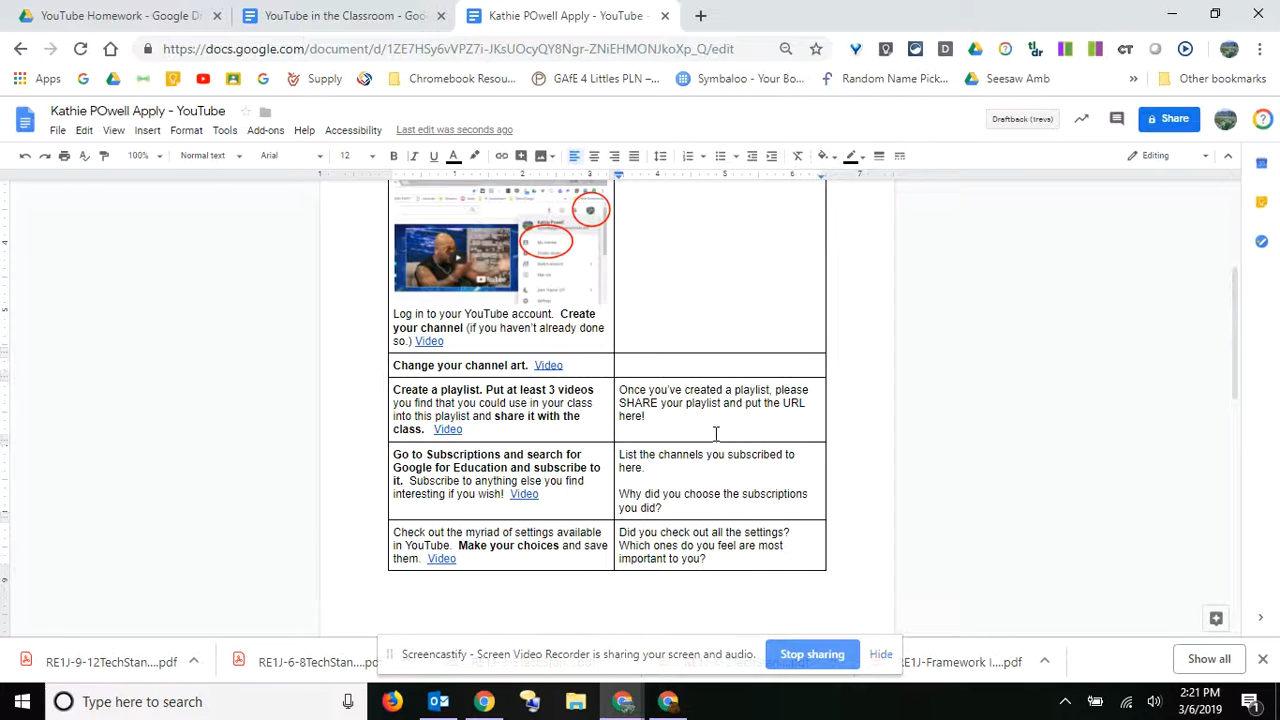 YouTube Homework - Google D
YouTube in the Classroom - Goo
Kathie POwell Apply - YouTube -
https://docs.google.com/document/d/1ZE7HSy6vVPZ7i-JKsUOcyQY8Ngr-ZNiEHMONJkoXp_Q/edit
Apps
Supply
Chromebook Resou...
GAfE 4 Littles PLN -...
Symbaloo - Your Bo...
Random Name Pick...
Seesaw Amb
Other bookmarks
Kathie POwell Apply - YouTube
File Edit View Insert Format Tools Add-ons Help Accessibility Last edit was seconds ago
Draftback (trevs)
Share
100% Normal text Arial 12 Editing
1 1 2 3 4 5 6 7
Kathie Powell
Log in to your YouTube account. Create
your channel (if you haven't already done
so.) Video
Change your channel art. Video
Create a playlist. Put at least 3 videos
you find that you could use in your class
into this playlist and share it with the
class. Video
Once you've created a playlist, please
SHARE your playlist and put the URL
here!
Go to Subscriptions and search for
Google for Education and subscribe to
it. Subscribe to anything else you find
interesting if you wish! Video
List the channels you subscribed to
here.
Why did you choose the subscriptions
you did?
Check out the myriad of settings available
in YouTube. Make your choices and save
them. Video
Did you check out all the settings?
Which ones do you feel are most
important to you?
Screencastify - Screen Video Recorder is sharing your screen and audio.
Stop sharing
Hide
RE1J-9-12TechStan....pdf
RE1J-6-8TechStan....pdf
RE1J-Framework I....pdf
Show all
Type here to search
2:21 PM
3/6/2019